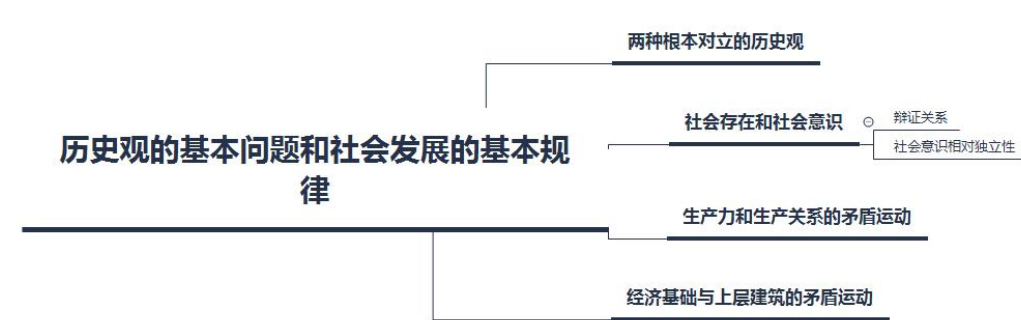 两种根本对立的历史观
社会存在和社会意识
辩证关系
社会意识相对独立性
历史观的基本问题和社会发展的基本规
律
生产力和生产关系的矛盾运动
经济基础与上层建筑的矛盾运动